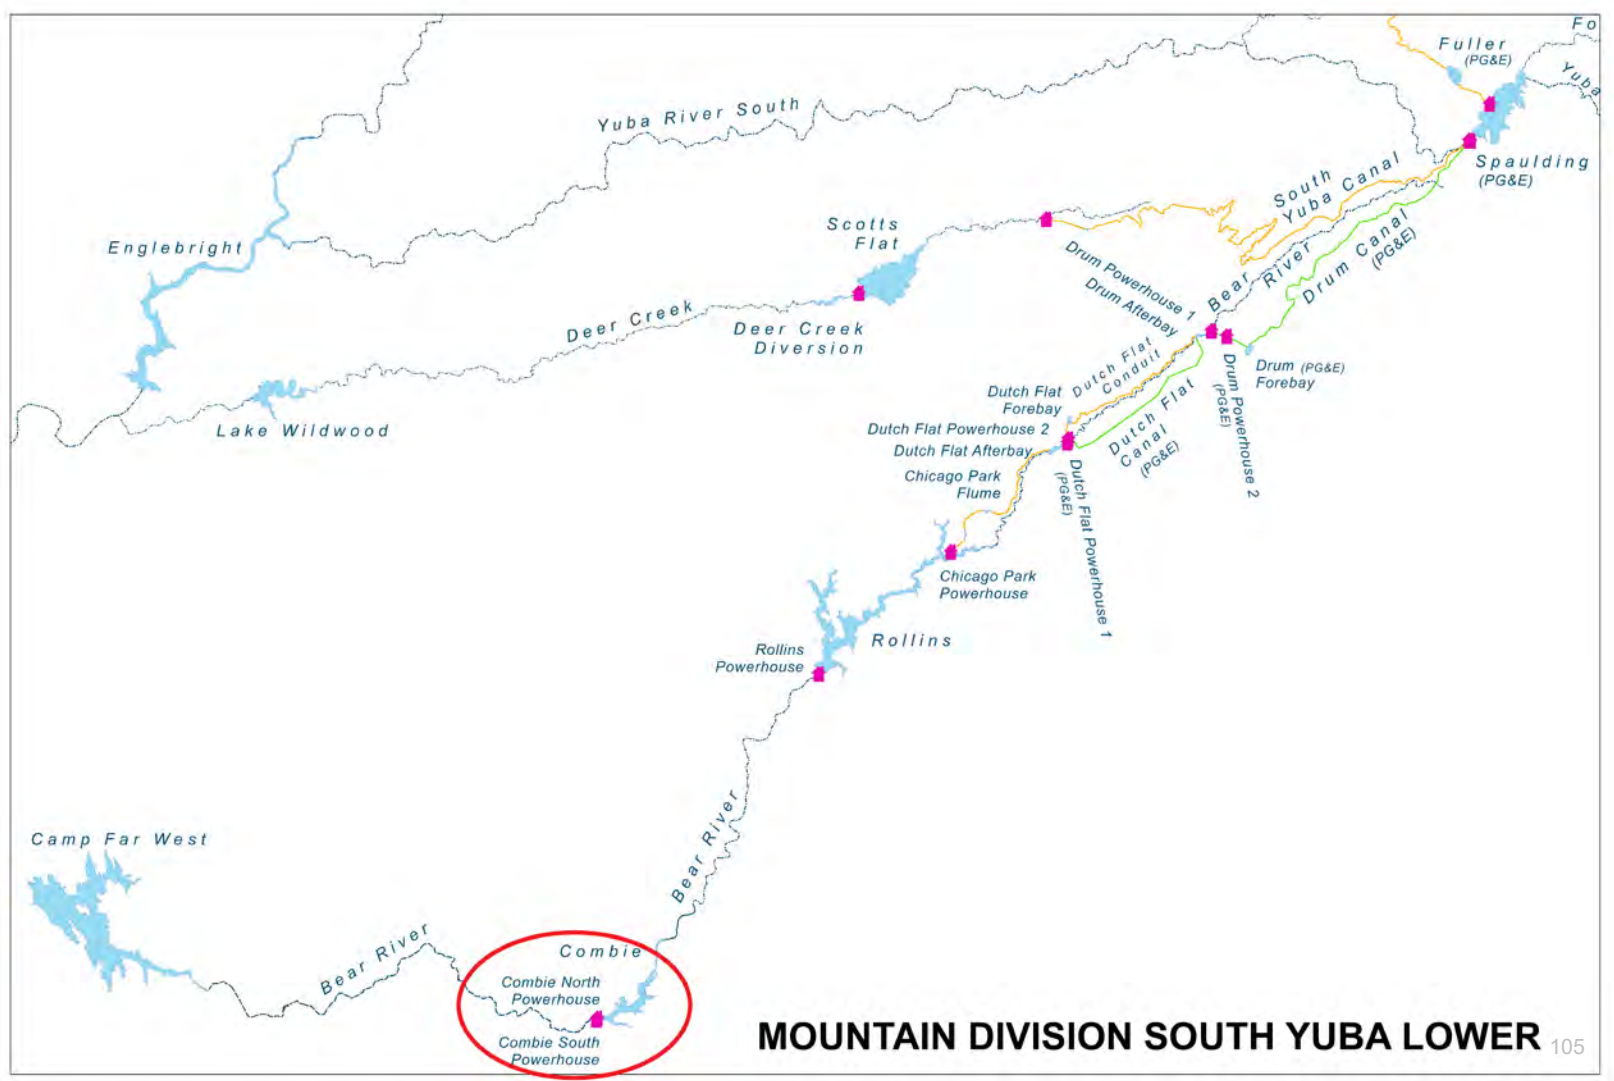 Fo
Fuller
(PG&E)
Yuba
Yuba River South
Spaulding
(PG&E)
South
Yuba Canal
Scotts
Flat
Englebright
Drum Canal
(PG&E)
Bear
River
Drum Powerhouse 1
Drum Afterbay
Deer Creek
Deer Creek
Diversion
Dutch Flat
Conduit
Drum (PG&E)
Forebay
Drum Powerhouse 2
(PG&E)
Dutch Flat
Forebay
Dutch Flat
Canal
(PG&E)
Lake Wildwood
Dutch Flat Powerhouse 2
Dutch Flat Afterbay
Chicago Park
Flume
Dutch Flat Powerhouse 1
(PG&E)
Chicago Park
Powerhouse
Rollins
Rollins
Powerhouse
Bear River
Camp Far West
Bear River
Combie
Combie North
Powerhouse
Combie South
Powerhouse
MOUNTAIN DIVISION SOUTH YUBA LOWER
105